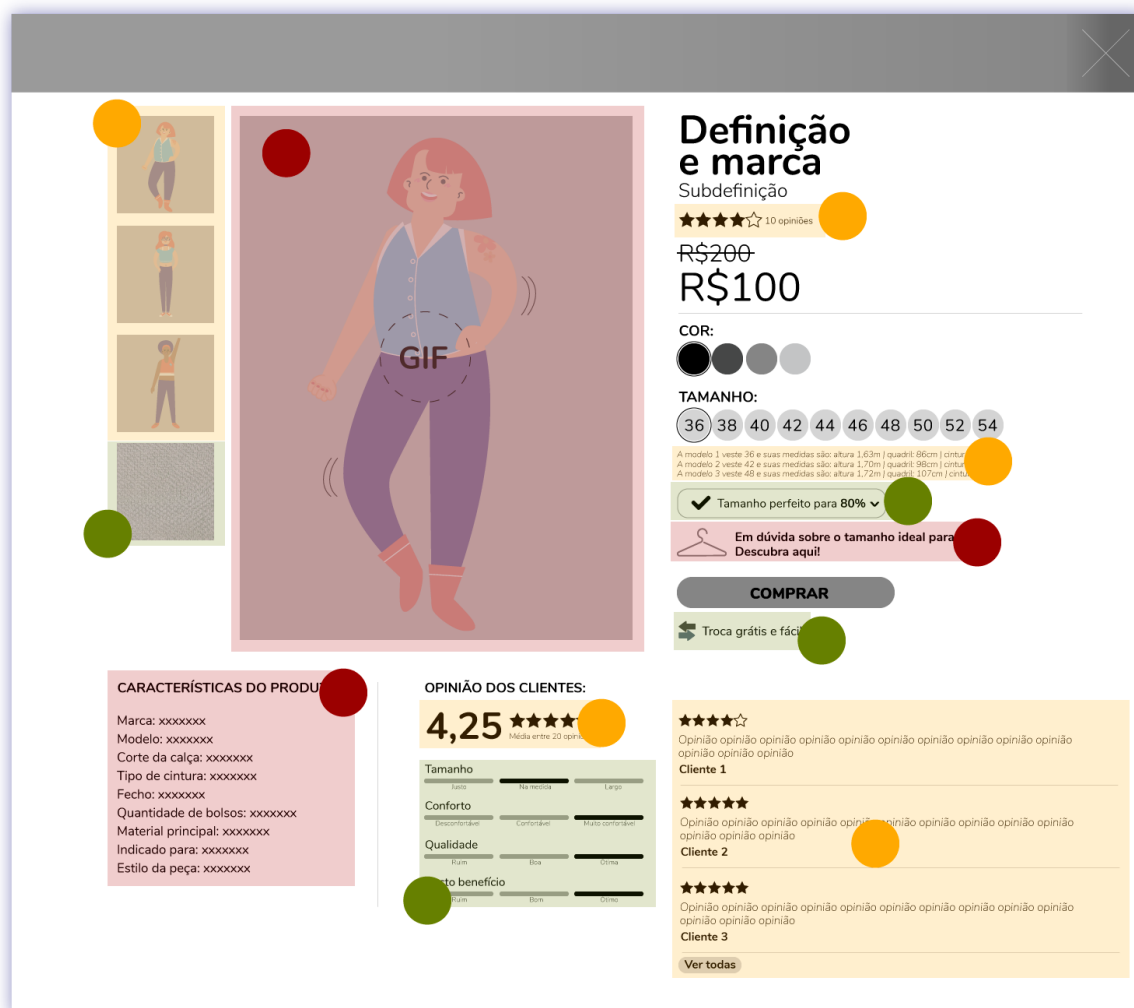 Definição
e marca
Subdefinição
10 opiniões
R$200
R$100
COR:
TAMANHO:
36 38 40 42 44 46 48 50 52 54
A modelo 1 veste 36 e suas medidas são: altura 1,63m | quadril: 86cm |
A modelo 2 veste 42 e suas medidas são: altura 1,70m | quadril: 98cm |
A modelo 3 veste 48 e suas medidas são: altura 1,72m | quadril: 107cm |
Tamanho perfeito para 80%
Em dúvida sobre o tamanho ideal para
Descubra aqui!
COMPRAR
Troca grátis e
GIF
CARACTERÍSTICAS DO
Marca: xxxxxxx
Modelo: xxxxxxx
Corte da calça: xxxxxxx
Tipo de cintura: xxxxxxx
Fecho: xxxxxxx
Quantidade de bolsos: xxxxxxx
Material principal: xxxxxxx
Indicado para: xxxxxxx
Estilo da peça: xxxxxxx
OPINIÃO DOS CLIENTES:
4,25
Média entre 20
Tamanho
Justo Na medida Largo
Conforto
Desconfortável Confortável Muito confortável
Qualidade
Ruim Boa Ótima
benefício
Ruim Bom Ótimo
Opinião opinião opinião opinião opinião opinião opinião opinião opinião opinião
opinião opinião opinião
Cliente 1
Opinião opinião opinião opinião opinião opinião opinião opinião opinião opinião
opinião opinião opinião
Cliente 2
Opinião opinião opinião opinião opinião opinião opinião opinião opinião opinião
opinião opinião opinião
Cliente 3
Ver todas